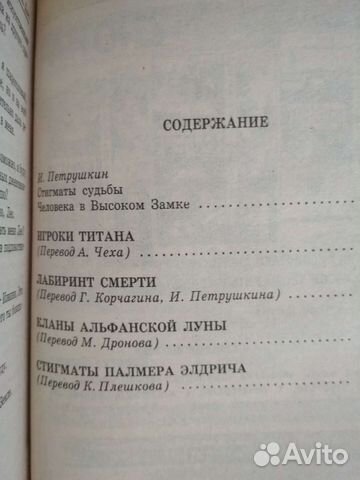 СОДЕРЖАНИЕ
И. Петрушкин
Стигматы судьбы
Человека в Высоком Замке
ИГРОКИ ТИТАНА
(Перевод А. Чеха)
ЛАБИРИНТ СМЕРТИ
(Перевод Г. Корчагина, И. Петрушкина)
КЛАНЫ АЛЬФАНСКОЙ ЛУНЫ
(Перевод М. Дронова)
СТИГМАТЫ ПАЛМЕРА ЭЛДРИЧА
(Перевод К. Плешкова)
Avito